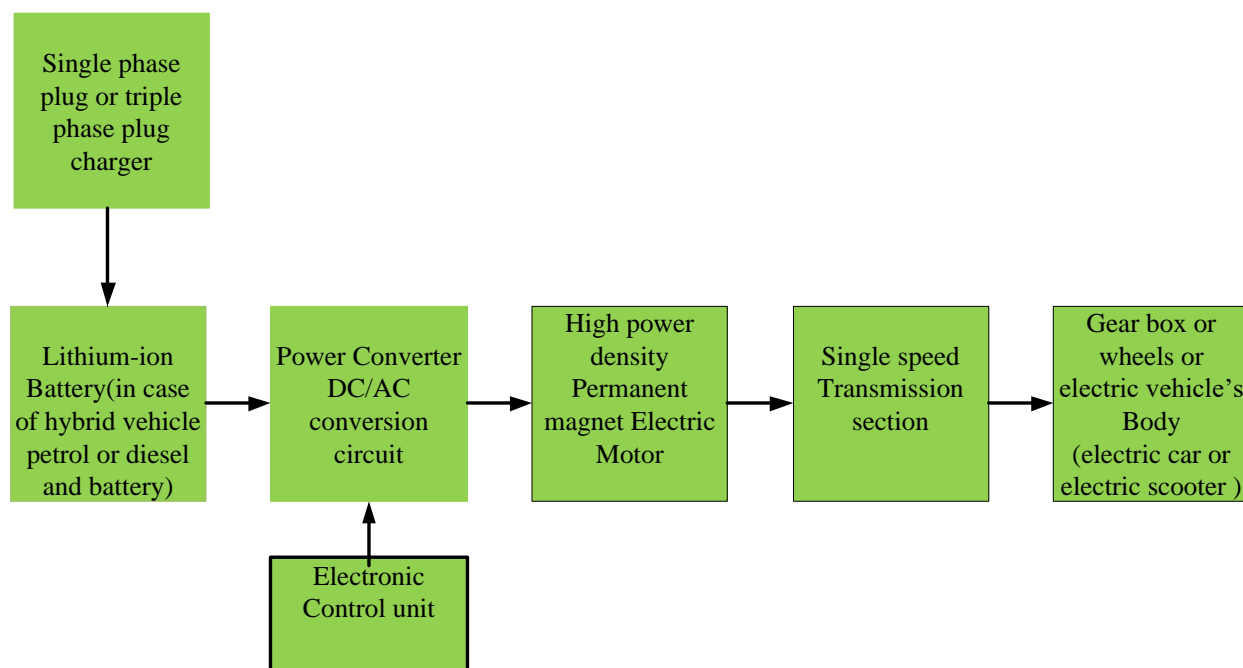 Single phase
plug or triple
phase plug
charger
Lithium-ion
Battery(in case
of hybrid vehicle
petrol or diesel
and battery)
Power Converter
DC/AC
conversion
circuit
High power
density
Permanent
magnet Electric
Motor
Single speed
Transmission
section
Gear box or
wheels or
electric vehicle’s
Body
(electric car or
electric scooter )
Electronic
Control unit